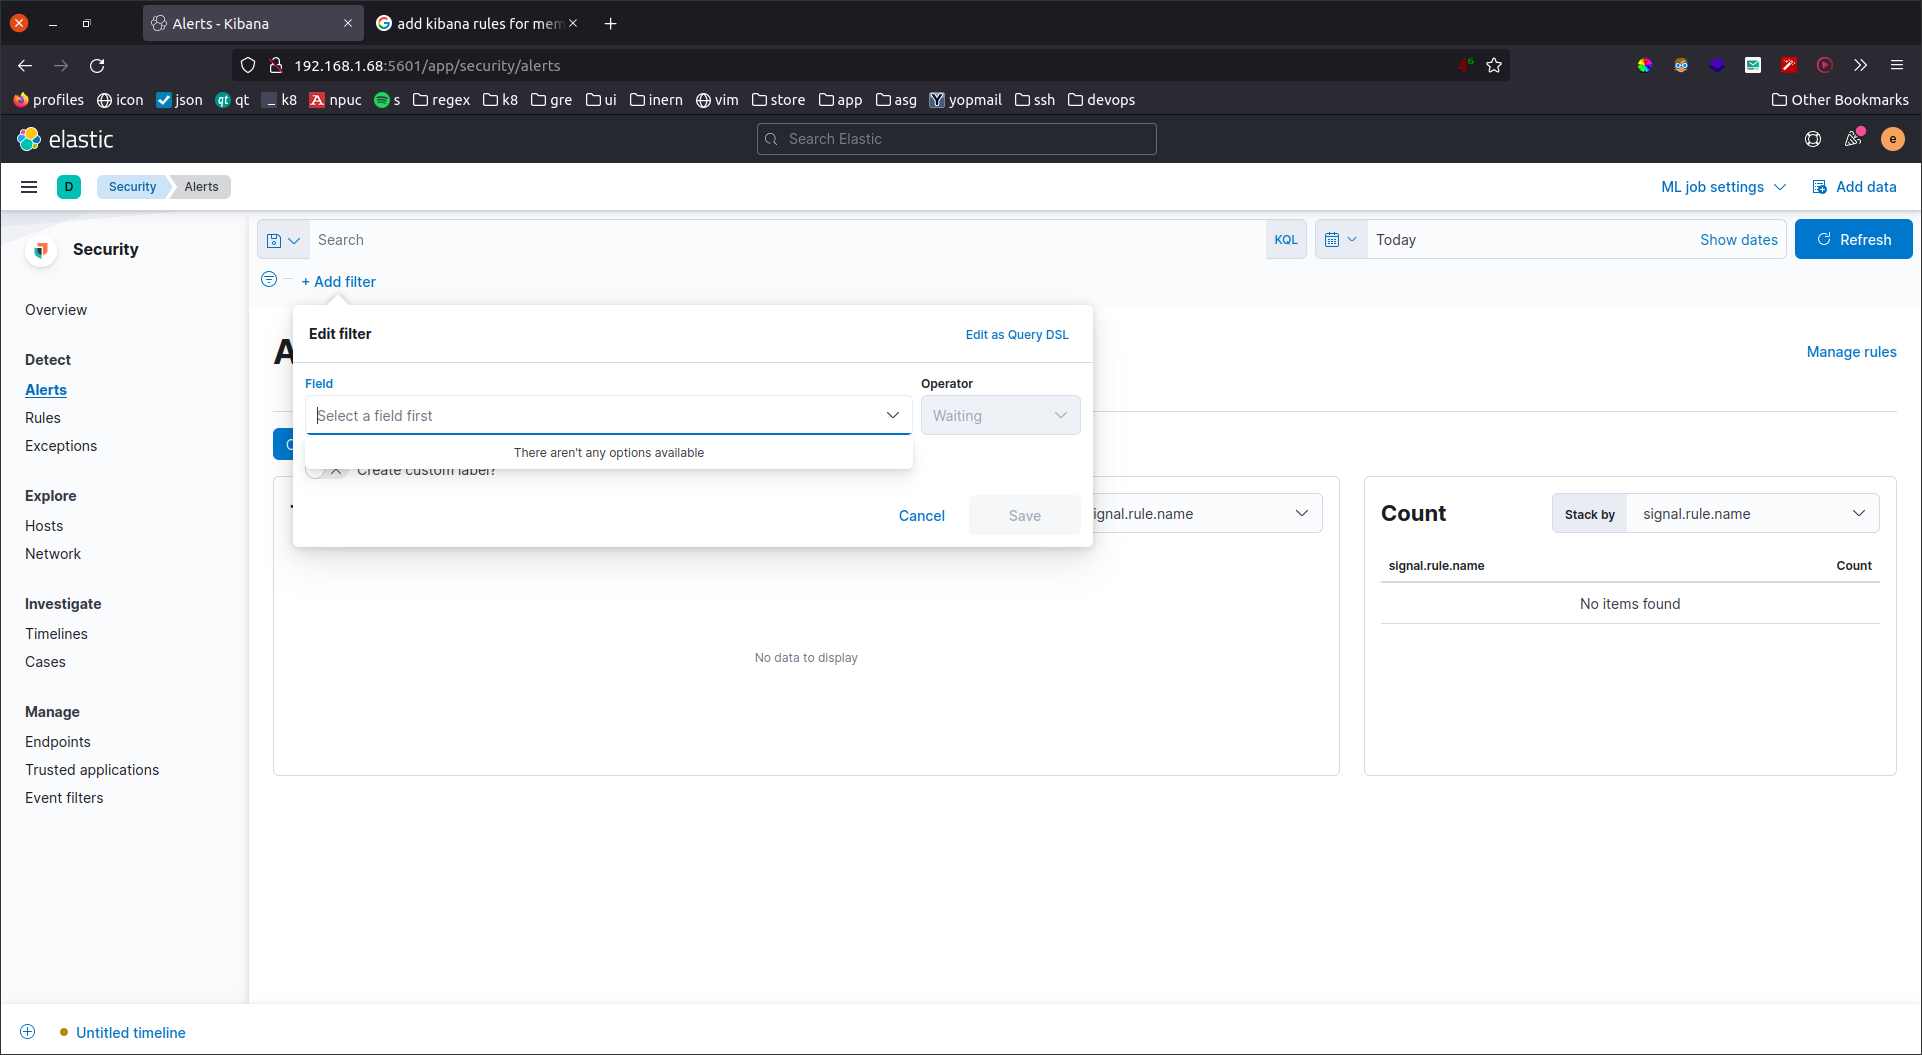 Alerts - Kibana
add kibana rules for mem
192.168.1.68:5601/app/security/alerts
4 6
profiles icon json qt k8 npuc s regex k8 gre ui inern vim store app asg yopmail ssh devops Other Bookmarks
elastic
Search Elastic
e
D Security Alerts ML job settings Add data
Security
Search KQL Today Show dates Refresh
+ Add filter
Edit filter Edit as Query DSL
Field Operator
Select a field first Waiting
There aren't any options available
Create custom label?
Cancel Save
A
Manage rules
Overview
Detect
Alerts
Rules
Exceptions
Explore
Hosts
Network
Investigate
Timelines
Cases
Manage
Endpoints
Trusted applications
Event filters
ignal.rule.name
No data to display
Count Stack by signal.rule.name
signal.rule.name Count
No items found
Untitled timeline